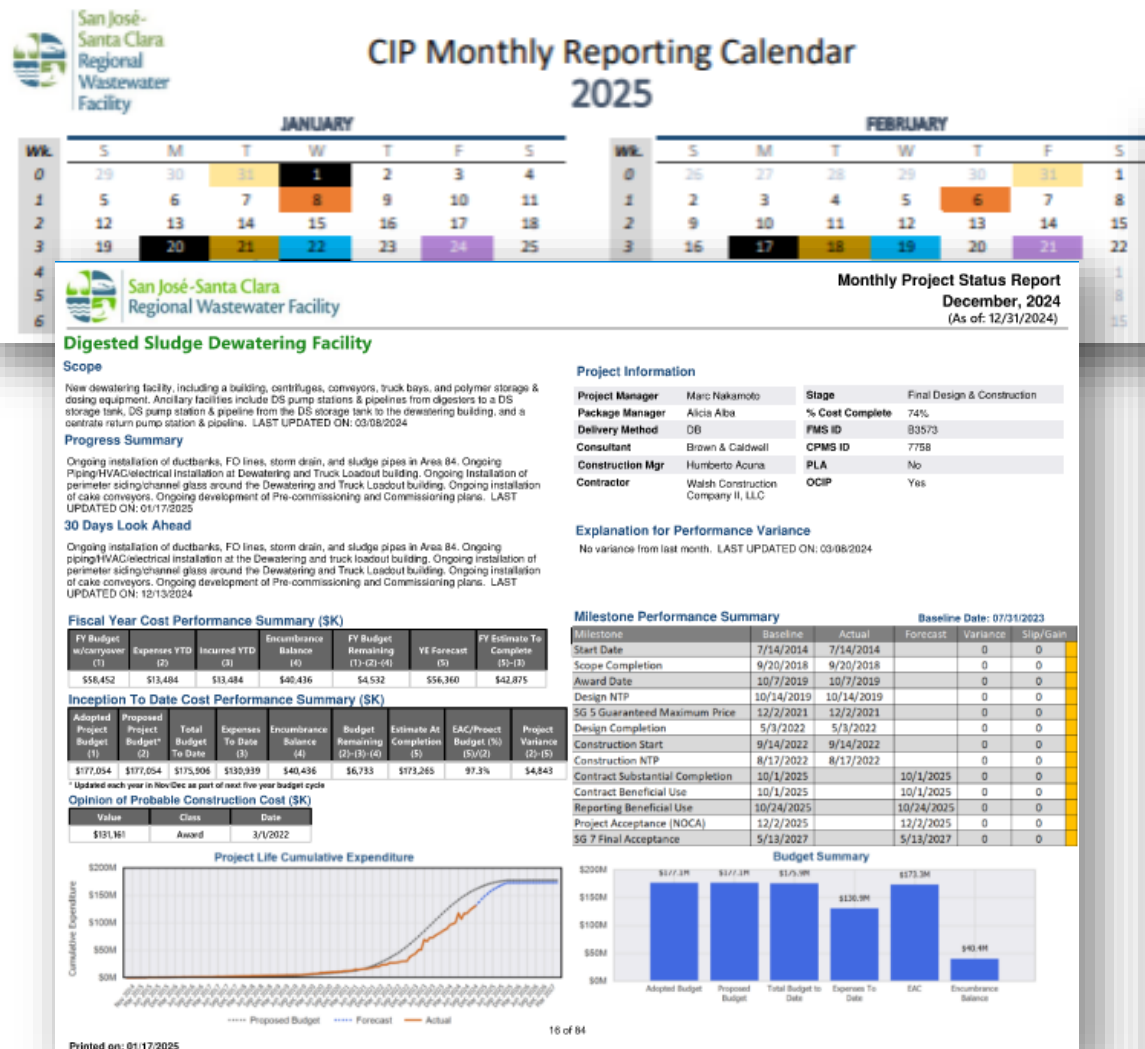 San José-
Santa Clara
Regional
Wastewater
Facility
CIP Monthly Reporting Calendar
2025
JANUARY
Wk. S M T W T F S
0 29 30 31 1 2 3 4
1 5 6 7 8 9 10 11
2 12 13 14 15 16 17 18
3 19 20 21 22 23 24 25
4
5
6
FEBRUARY
Wk. S M T W T F S
0 26 27 28 29 30 31 1
1 2 3 4 5 6 7 8
2 9 10 11 12 13 14 15
3 16 17 18 19 20 21 22
1
8
15
San José-Santa Clara
Regional Wastewater Facility
Monthly Project Status Report
December, 2024
(As of: 12/31/2024)
Digested Sludge Dewatering Facility
Scope
New dewatering facility, including a building, centrifuges, conveyors, truck bays, and polymer storage &
dosing equipment. Ancillary facilities include DS pump stations & pipelines from digesters to a DS
storage tank, DS pump station & pipeline from the DS storage tank to the dewatering building, and a
centrate return pump station & pipeline. LAST UPDATED ON: 03/08/2024
Progress Summary
Ongoing installation of ductbanks, FO lines, storm drain, and sludge pipes in Area 84. Ongoing
Piping/HVAC/electrical installation at Dewatering and Truck Loadout building. Ongoing Installation of
perimeter siding/channel glass around the Dewatering and Truck Loadout building. Ongoing installation
of cake conveyors. Ongoing development of Pre-commissioning and Commissioning plans. LAST
UPDATED ON: 01/17/2025
30 Days Look Ahead
Ongoing installation of ductbanks, FO lines, storm drain, and sludge pipes in Area 84. Ongoing
piping/HVAC/electrical installation at the Dewatering and truck loadout building. Ongoing installation of
perimeter siding/channel glass around the Dewatering and Truck Loadout building. Ongoing installation
of cake conveyors. Ongoing development of Pre-commissioning and Commissioning plans. LAST
UPDATED ON: 12/13/2024
Project Information
Project Manager Marc Nakamoto Stage Final Design & Construction
Package Manager Alicia Alba % Cost Complete 74%
Delivery Method DB FMS ID B3573
Consultant Brown & Caldwell CPMS ID 7758
Construction Mgr Humberto Acuna PLA No
Contractor Walsh Construction OCIP Yes
Company II, LLC
Explanation for Performance Variance
No variance from last month. LAST UPDATED ON: 03/08/2024
Fiscal Year Cost Performance Summary ($K)
FY Budget w/carryover (1) Expenses YTD (2) Incurred YTD (3) Encumbrance Balance (4) FY Budget Remaining (1)-(2)-(4) YE Forecast (5) FY Estimate To Complete (5)-(3)
$58,452 $13,484 $13,484 $40,436 $4,532 $56,360 $42,875
Inception To Date Cost Performance Summary ($K)
Adopted Project Budget (1) Proposed Project Budget* (2) Total Budget To Date Expenses To Date (3) Encumbrance Balance (4) Budget Remaining (2)-(3)-(4) Estimate At Completion (5) EAC/Proect Budget (%) (5)/(2) Project Variance (2)-(5)
$177,054 $177,054 $175,906 $130,939 $40,436 $6,733 $173,265 97.3% $4,843
* Updated each year in Nov/Dec as part of next five year budget cycle
Opinion of Probable Construction Cost ($K)
Value Class Date
$131,161 Award 3/1/2022
Milestone Performance Summary Baseline Date: 07/31/2023
Milestone Baseline Actual Forecast Variance Slip/Gain
Start Date 7/14/2014 7/14/2014 0 0
Scope Completion 9/20/2018 9/20/2018 0 0
Award Date 10/7/2019 10/7/2019 0 0
Design NTP 10/14/2019 10/14/2019 0 0
SG 5 Guaranteed Maximum Price 12/2/2021 12/2/2021 0 0
Design Completion 5/3/2022 5/3/2022 0 0
Construction Start 9/14/2022 9/14/2022 0 0
Construction NTP 8/17/2022 8/17/2022 0 0
Contract Substantial Completion 10/1/2025 10/1/2025 0 0
Contract Beneficial Use 10/1/2025 10/1/2025 0 0
Reporting Beneficial Use 10/24/2025 10/24/2025 0 0
Project Acceptance (NOCA) 12/2/2025 12/2/2025 0 0
SG 7 Final Acceptance 5/13/2027 5/13/2027 0 0
Project Life Cumulative Expenditure
Cumulative Expenditure
$200M
$150M
$100M
$50M
$0M
Proposed Budget Forecast Actual
Budget Summary
$200M
$150M
$100M
$50M
$0M
$177.1M $177.1M $175.9M $130.9M $173.3M $40.4M
Adopted Budget Proposed Budget Total Budget to Date Expenses To Date EAC Encumbrance Balance
16 of 84
Printed on: 01/17/2025